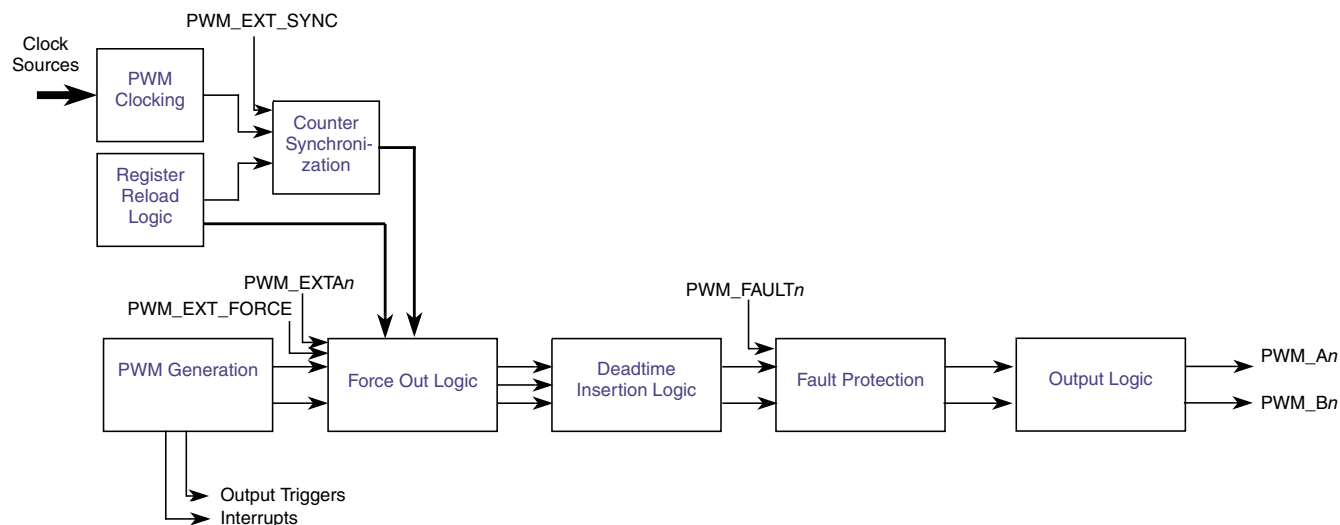 PWM_EXT_SYNC
Clock
Sources
PWM
Clocking
Counter
Synchroni-
zation
Register
Reload
Logic
PWM_EXTAn
PWM_EXT_FORCE
PWM_FAULTn
PWM Generation
Force Out Logic
Deadtime
Insertion Logic
Fault Protection
Output Logic
PWM_An
PWM_Bn
Output Triggers
Interrupts